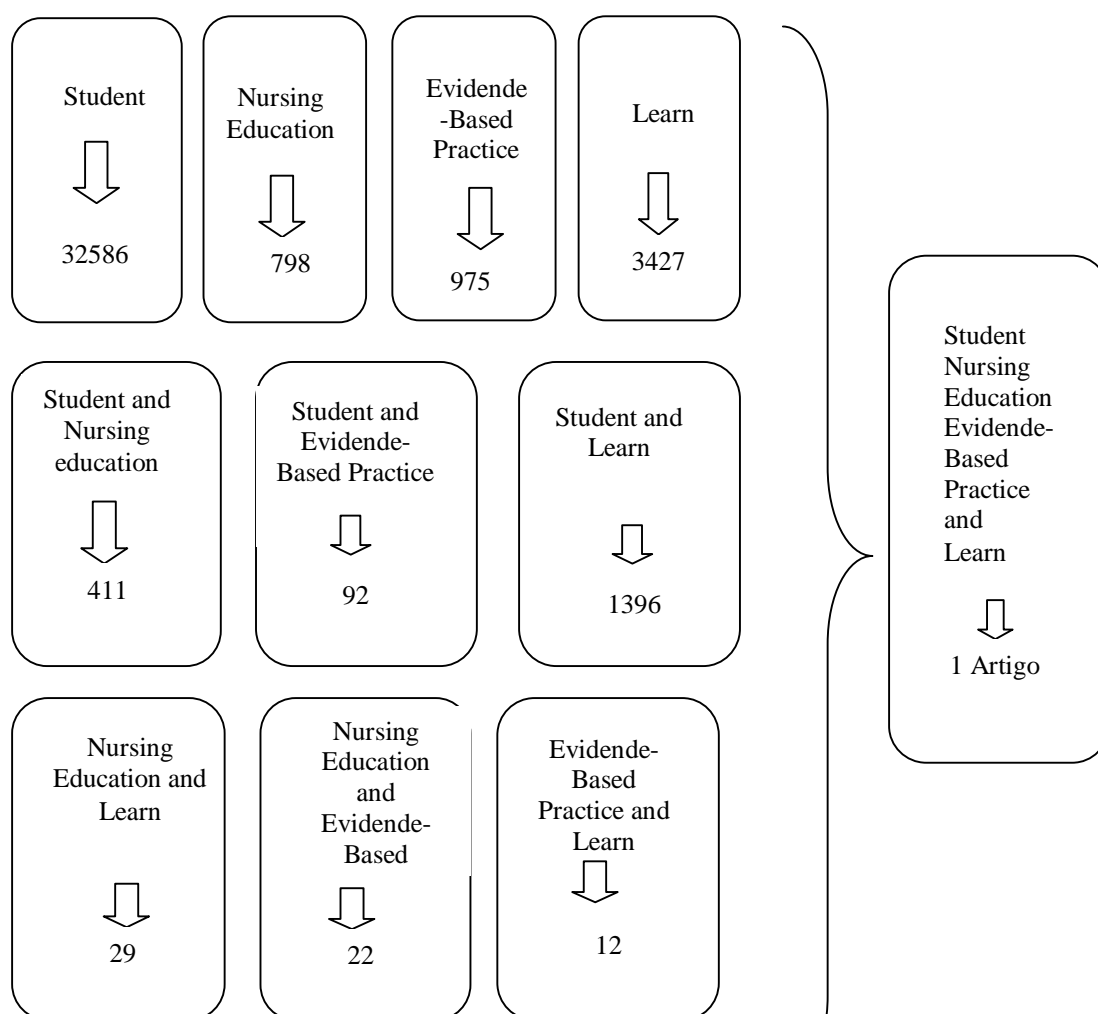 Student
32586
Nursing
Education
798
Evidende
-Based
Practice
975
Learn
3427
Student and
Nursing
education
411
Student and
Evidende-
Based Practice
92
Student and
Learn
1396
Nursing
Education and
Learn
29
Nursing
Education
and
Evidende-
Based
22
Evidende-
Based
Practice and
Learn
12
Student
Nursing
Education
Evidende-
Based
Practice
and
Learn
1 Artigo